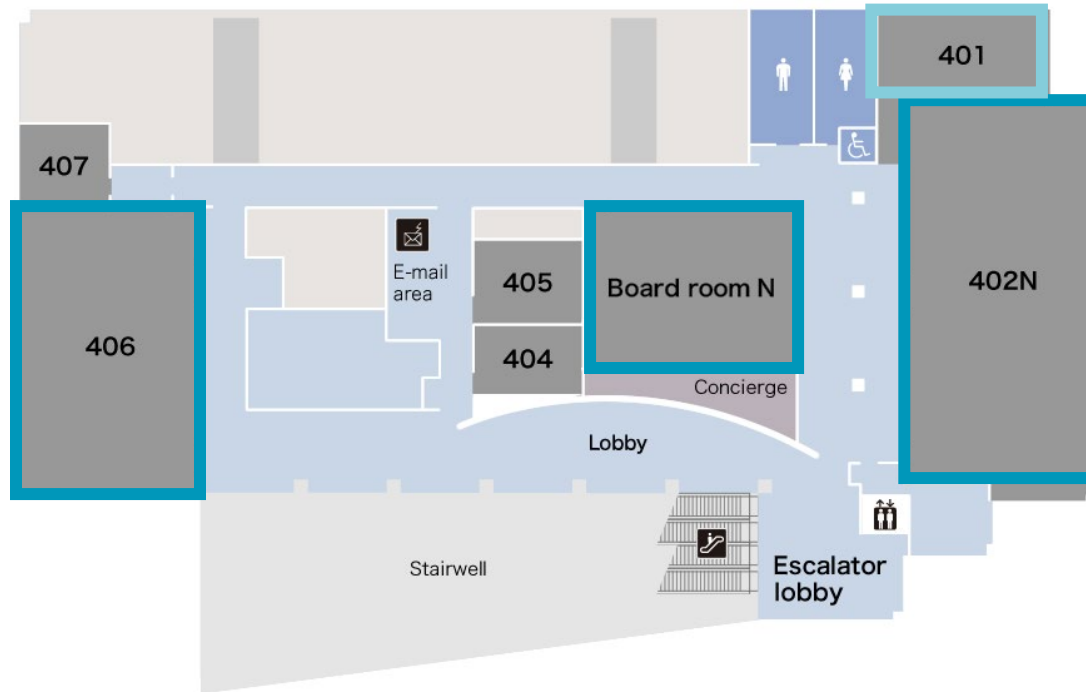 401
407
402N
E-mail
area
405
Board room N
406
404
Concierge
Lobby
Stairwell
Escalator
lobby